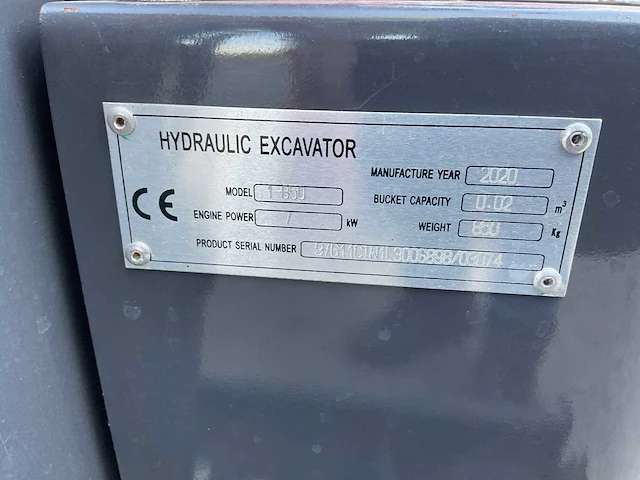 HYDRAULIC EXCAVATOR
MANUFACTURE YEAR 2020
MODEL
BUCKET CAPACITY 0.02 m³
CE
ENGINE POWER / kW
WEIGHT 860 Kg
PRODUCT SERIAL NUMBER